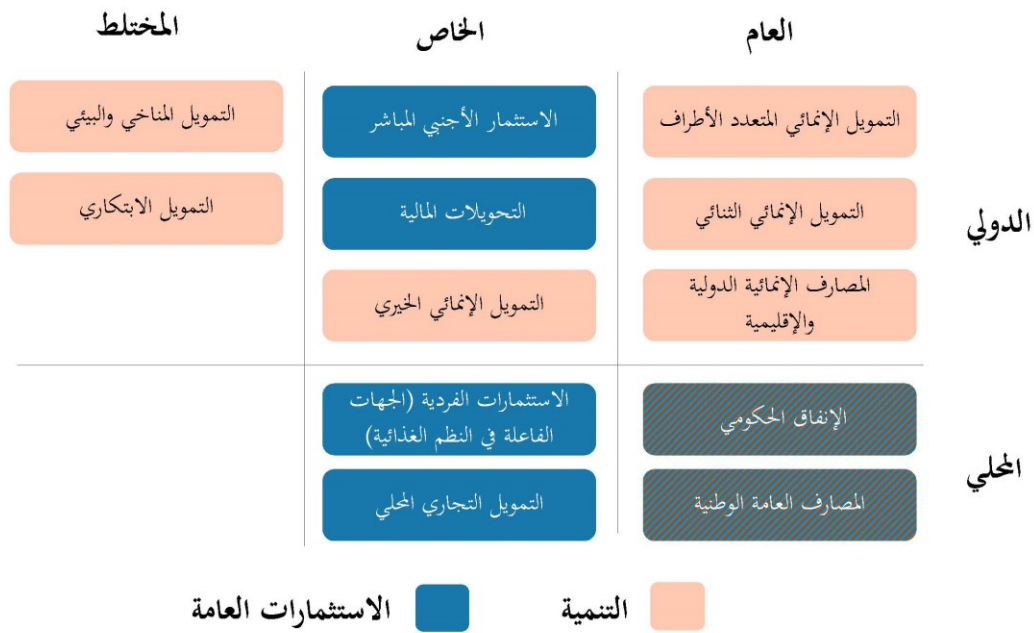 العام
الخاص
المختلط
الدولي
التمويل الإنمائي المتعدد الأطراف
الاستثمار الأجنبي المباشر
التمويل المناخي والبيئي
التمويل الإنمائي الثنائي
التحويلات المالية
التمويل الابتكاري
المصارف الإنمائية الدولية
والإقليمية
التمويل الإنمائي الخيري
المحلي
الإنفاق الحكومي
الاستثمارات الفردية (الجهات
الفاعلة في النظم الغذائية)
المصارف العامة الوطنية
التمويل التجاري المحلي
التنمية
الاستثمارات العامة